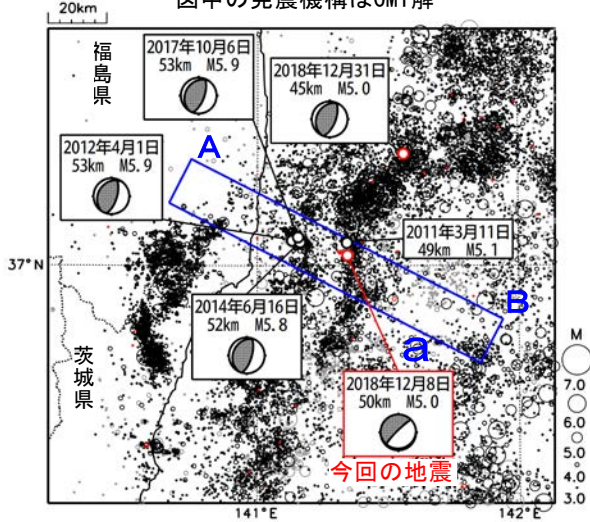 図中の発震機構はCMT解
20km
福島県
2017年10月6日
53km M5.9
2018年12月31日
45km M5.0
A
2012年4月1日
53km M5.9
2011年3月11日
49km M5.1
37°N
B
2014年6月16日
52km M5.8
a
茨城県
2018年12月8日
50km M5.0
今回の地震
M
7.0
6.0
5.0
4.0
3.0
141°E
142°E